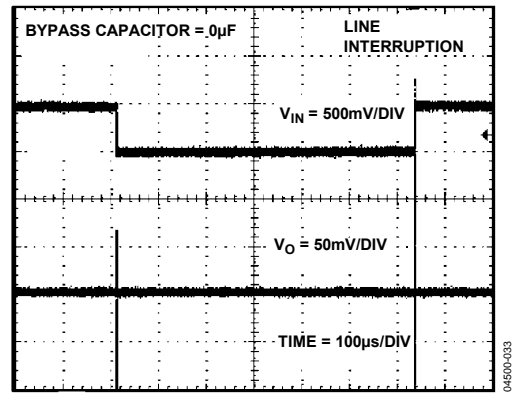 BYPASS CAPACITOR = 0µF
LINE
INTERRUPTION
V_IN = 500mV/DIV
V_O = 50mV/DIV
TIME = 100µs/DIV
04500-033